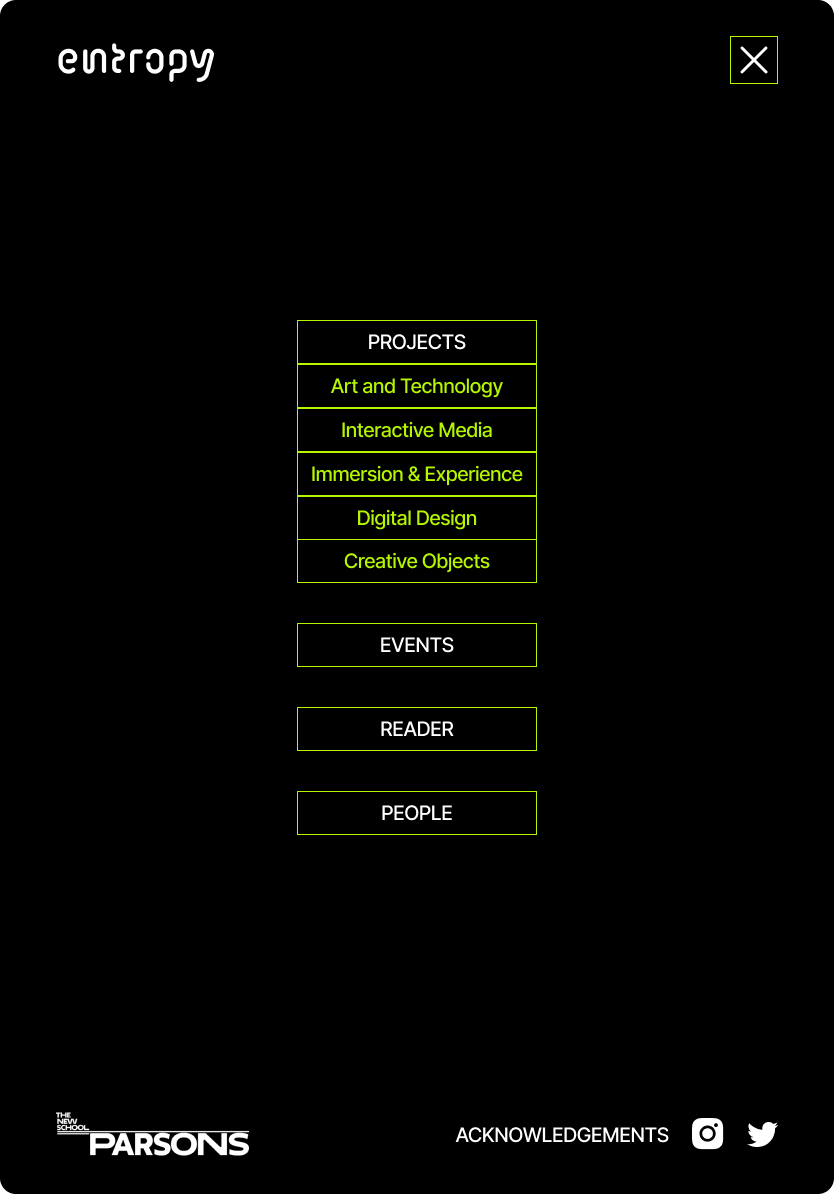 entropy
PROJECTS
Art and Technology
Interactive Media
Immersion & Experience
Digital Design
Creative Objects
EVENTS
READER
PEOPLE
THE
NEW
SCHOOL
PARSONS
ACKNOWLEDGEMENTS